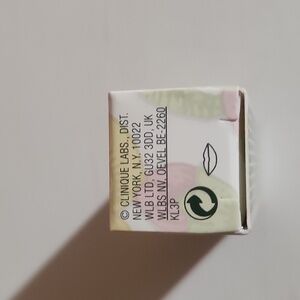 © CLINIQUE LABS., DIST.
NEW YORK, N.Y. 10022
WLB LTD, GU32 3DD, UK
WLBS NV. OEVEL BE-2260
KL3P